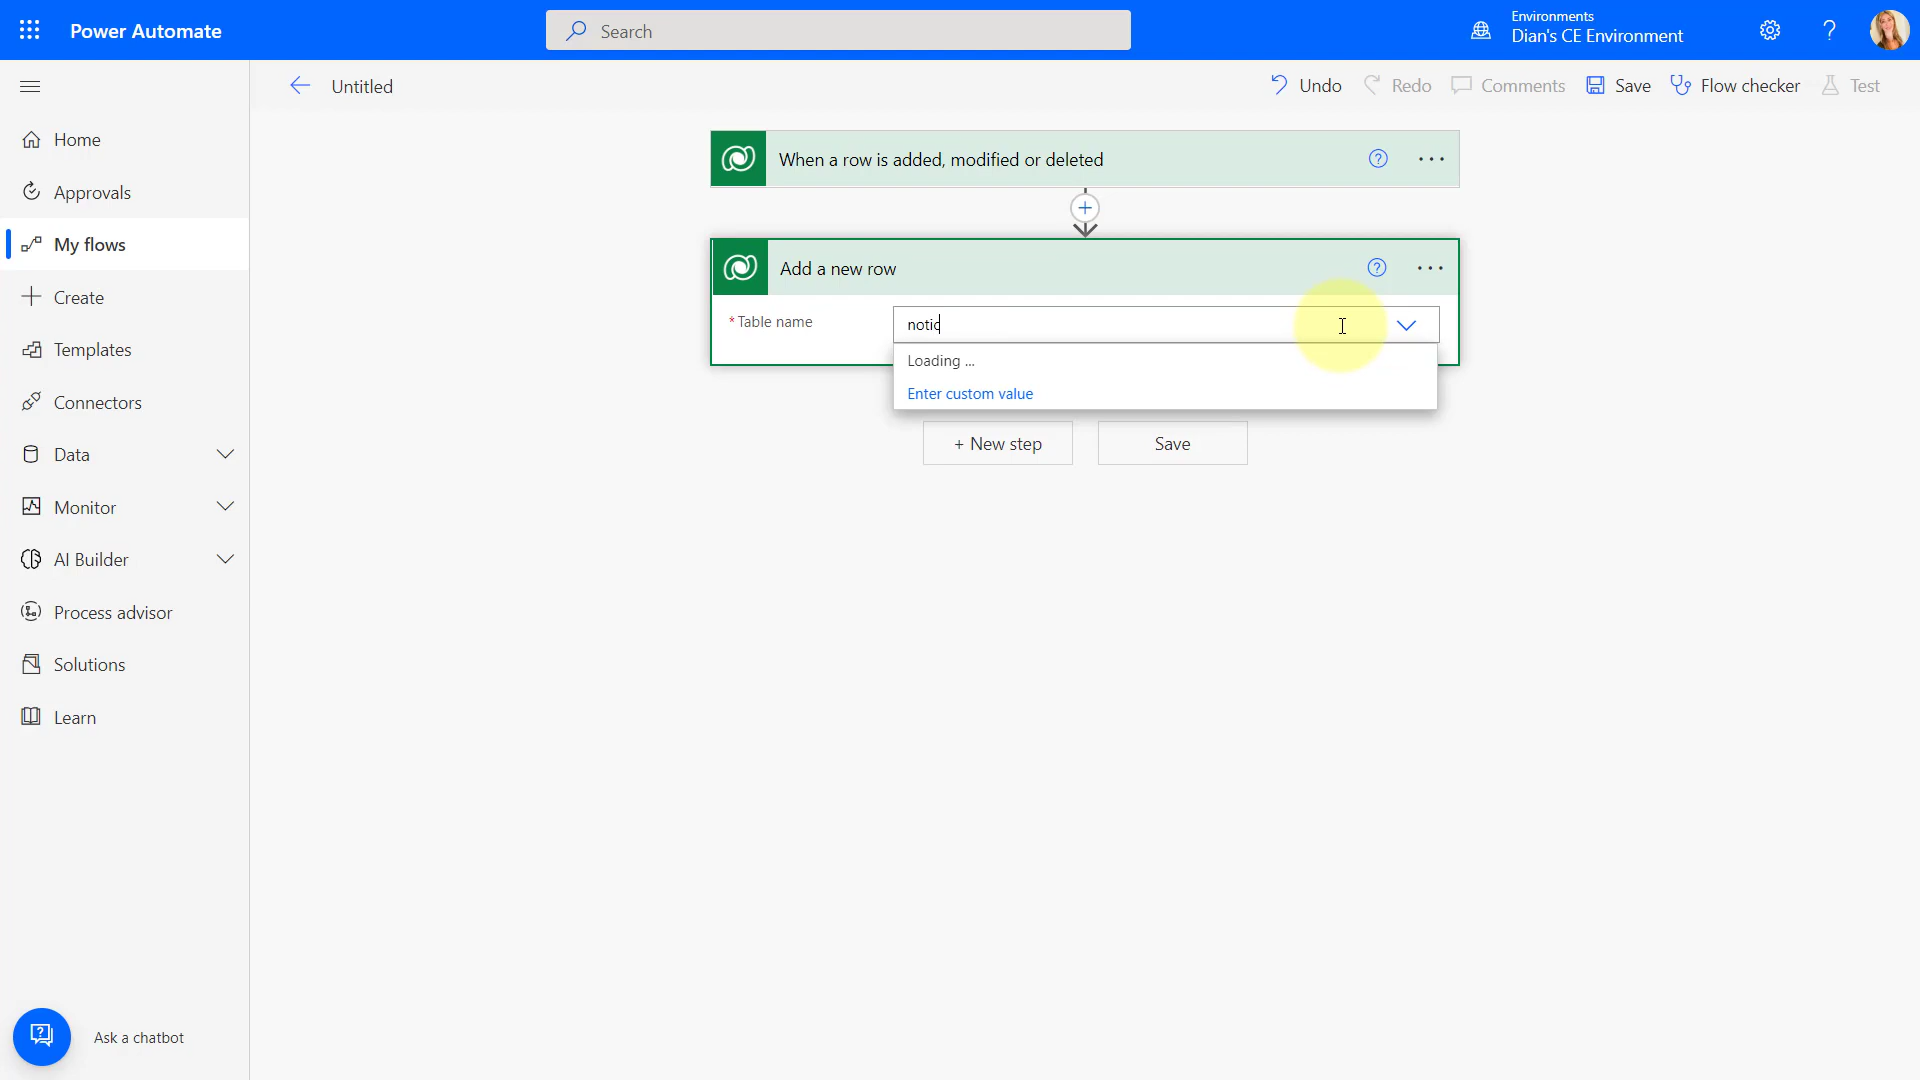 Power Automate
Search
Environments
Dian's CE Environment
?
Untitled
Undo
Redo
Comments
Save
Flow checker
Test
Home
Approvals
My flows
Create
Templates
Connectors
Data
Monitor
AI Builder
Process advisor
Solutions
Learn
When a row is added, modified or deleted
?
...
+
Add a new row
?
...
* Table name
notic
Loading ...
Enter custom value
+ New step
Save
?
Ask a chatbot